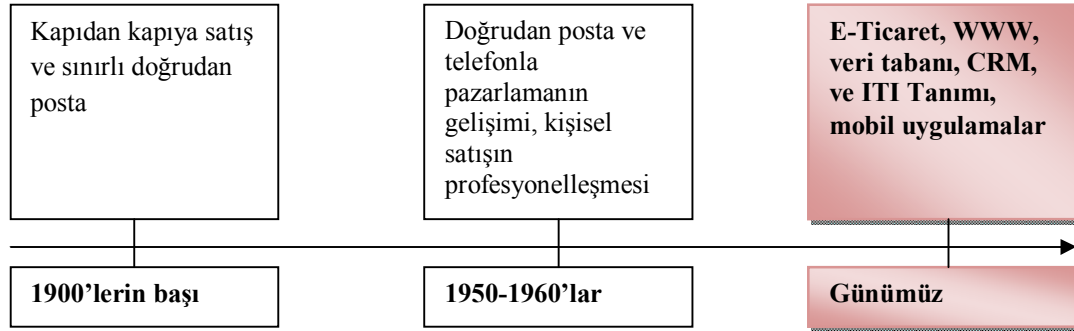 Kapıdan kapıya satış
ve sınırlı doğrudan
posta
Doğrudan posta ve
telefonla
pazarlamanın
gelişimi, kişisel
satışın
profesyonelleşmesi
E-Ticaret, WWW,
veri tabanı, CRM,
ve ITI Tanımı,
mobil uygulamalar
1900’lerin başı
1950-1960’lar
Günümüz